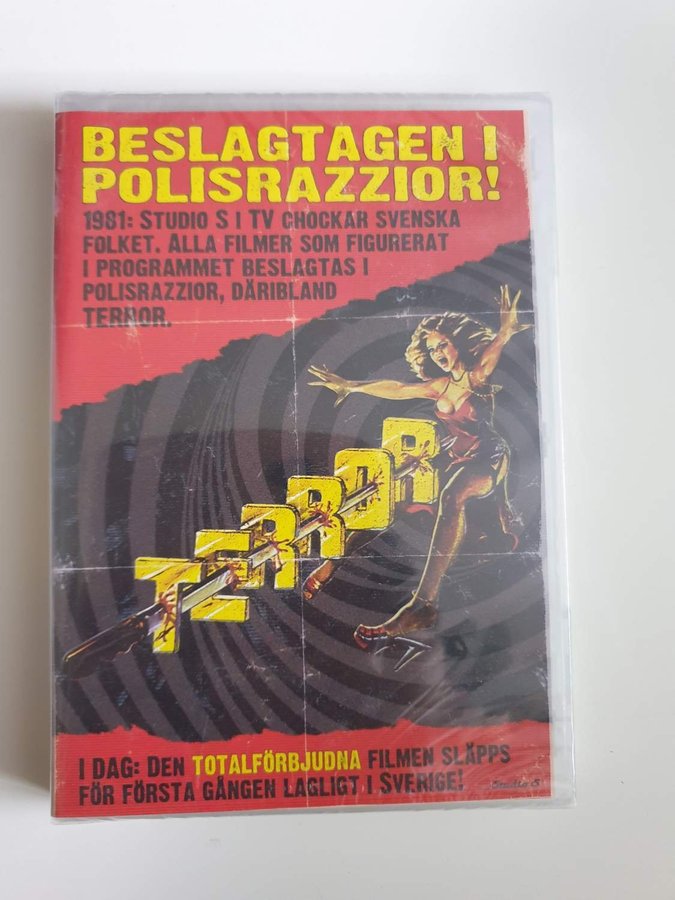 BESLAGTAGEN I
POLISRAZZIOR!
1981: STUDIO S I TV CHOCKAR SVENSKA
FOLKET. ALLA FILMER SOM FIGURERAT
I PROGRAMMET BESLAGTAS I
POLISRAZZIOR, DÄRIBLAND
TERROR.
TERROR
I DAG: DEN TOTALFÖRBJUDNA FILMEN SLÄPPS
FÖR FÖRSTA GÅNGEN LAGLIGT I SVERIGE!
Studio S